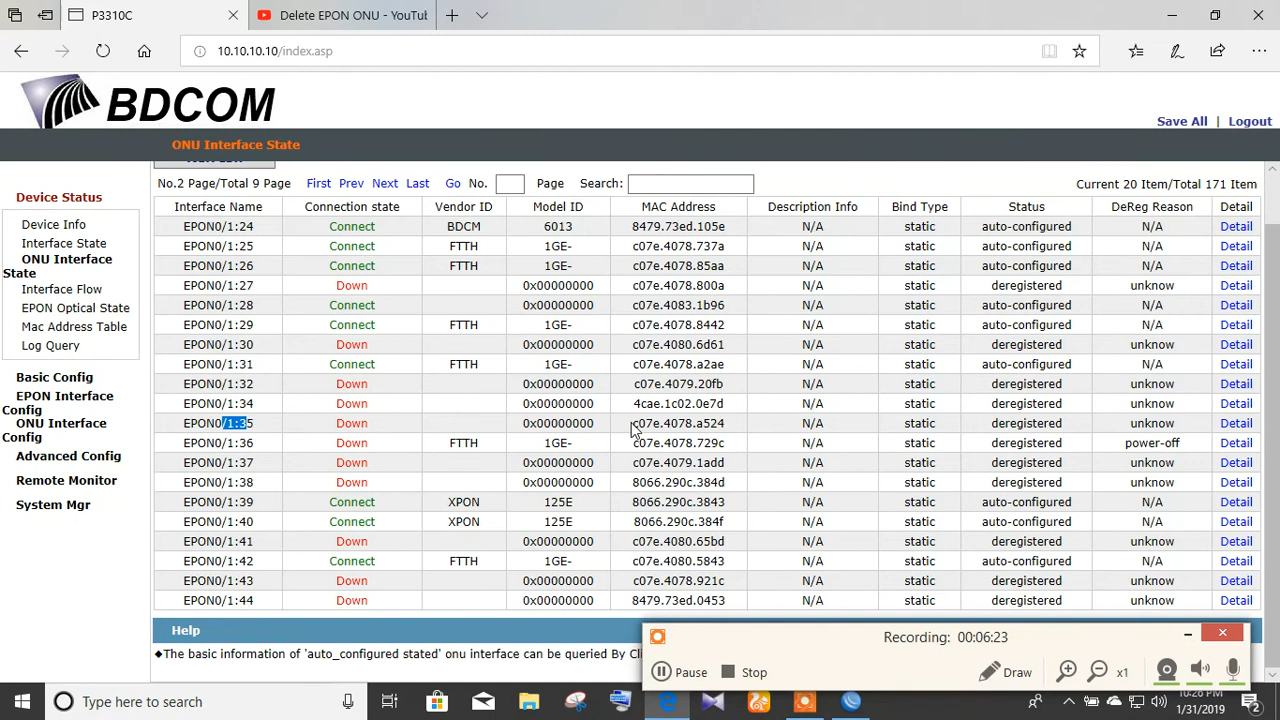 P3310C
Delete EPON ONU - YouTu
10.10.10.10/index.asp
BDCOM
Save All | Logout
ONU Interface State
Device Status
Device Info
Interface State
ONU Interface State
Interface Flow
EPON Optical State
Mac Address Table
Log Query
Basic Config
EPON Interface Config
ONU Interface Config
Advanced Config
Remote Monitor
System Mgr
No.2 Page/Total 9 Page First Prev Next Last Go No. Page Search: Current 20 Item/Total 171 Item
Interface Name Connection state Vendor ID Model ID MAC Address Description Info Bind Type Status DeReg Reason Detail
EPON0/1:24 Connect BDCM 6013 8479.73ed.105e N/A static auto-configured N/A Detail
EPON0/1:25 Connect FTTH 1GE- c07e.4078.737a N/A static auto-configured N/A Detail
EPON0/1:26 Connect FTTH 1GE- c07e.4078.85aa N/A static auto-configured N/A Detail
EPON0/1:27 Down 0x00000000 c07e.4078.800a N/A static deregistered unknow Detail
EPON0/1:28 Connect 0x00000000 c07e.4083.1b96 N/A static auto-configured N/A Detail
EPON0/1:29 Connect FTTH 1GE- c07e.4078.8442 N/A static auto-configured N/A Detail
EPON0/1:30 Down 0x00000000 c07e.4080.6d61 N/A static deregistered unknow Detail
EPON0/1:31 Connect FTTH 1GE- c07e.4078.a2ae N/A static auto-configured N/A Detail
EPON0/1:32 Down 0x00000000 c07e.4079.20fb N/A static deregistered unknow Detail
EPON0/1:34 Down 0x00000000 4cae.1c02.0e7d N/A static deregistered unknow Detail
EPON0/1:35 Down 0x00000000 c07e.4078.a524 N/A static deregistered unknow Detail
EPON0/1:36 Down FTTH 1GE- c07e.4078.729c N/A static deregistered power-off Detail
EPON0/1:37 Down 0x00000000 c07e.4079.1add N/A static deregistered unknow Detail
EPON0/1:38 Down 0x00000000 8066.290c.384d N/A static deregistered unknow Detail
EPON0/1:39 Connect XPON 125E 8066.290c.3843 N/A static auto-configured N/A Detail
EPON0/1:40 Connect XPON 125E 8066.290c.384f N/A static auto-configured N/A Detail
EPON0/1:41 Down 0x00000000 c07e.4080.65bd N/A static deregistered unknow Detail
EPON0/1:42 Connect FTTH 1GE- c07e.4080.5843 N/A static auto-configured N/A Detail
EPON0/1:43 Down 0x00000000 c07e.4078.921c N/A static deregistered unknow Detail
EPON0/1:44 Down 0x00000000 8479.73ed.0453 N/A static deregistered unknow Detail
Help
◆The basic information of 'auto_configured stated' onu interface can be queried By Cli
Recording: 00:06:23
Pause Stop Draw x1
Type here to search
10:26 PM
1/31/2019
2